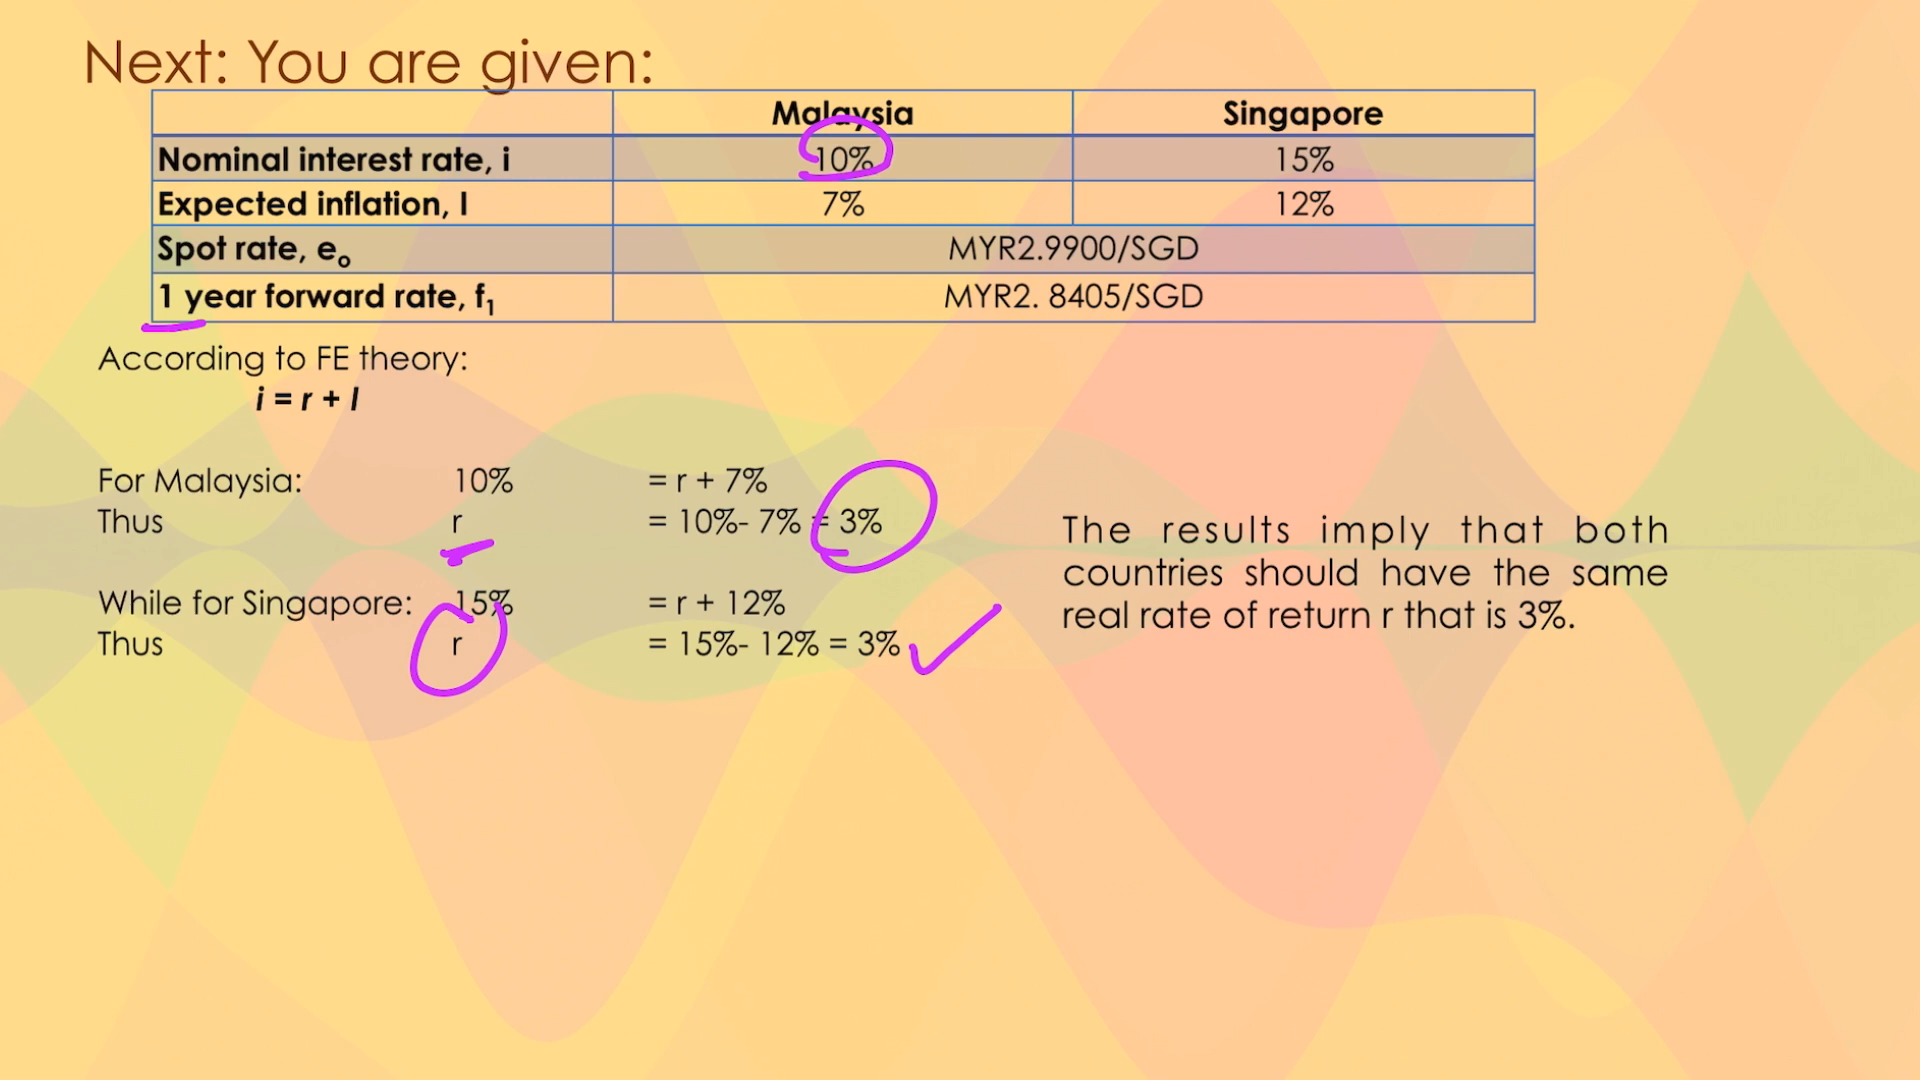 Next: You are given:
Malaysia Singapore
Nominal interest rate, i 10% 15%
Expected inflation, I 7% 12%
Spot rate, eo MYR2.9900/SGD
1 year forward rate, f1 MYR2. 8405/SGD
According to FE theory:
i = r + I
For Malaysia: 10% = r + 7%
Thus r = 10%- 7% = 3%
While for Singapore: 15% = r + 12%
Thus r = 15%- 12% = 3%
The results imply that both
countries should have the same
real rate of return r that is 3%.